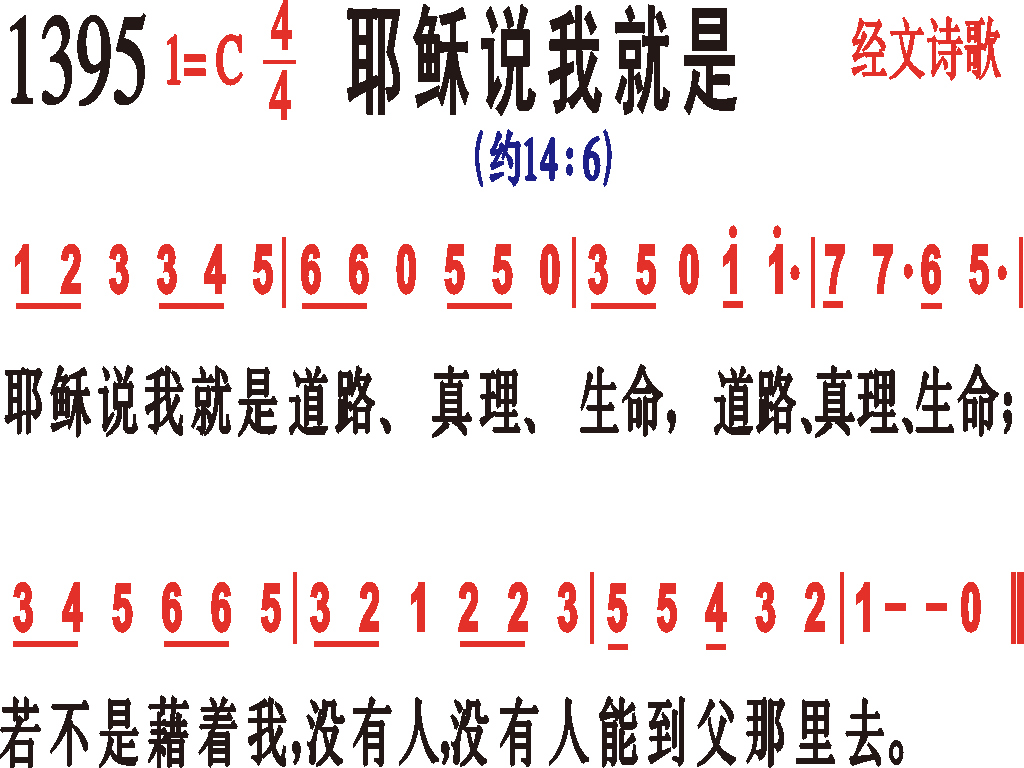 1395 1=C 4/4 耶稣说我就是 经文诗歌
(约14:6)
1 2 3 3 4 5|6 6 0 5 5 0|3 5 0 i i·|7 7·6 5·|
耶稣说我就是道路、真理、生命，道路、真理、生命；
3 4 5 6 6 5|3 2 1 2 2 3|5 5 4 3 2|1 - - 0
若不是藉着我,没有人,没有人能到父那里去。